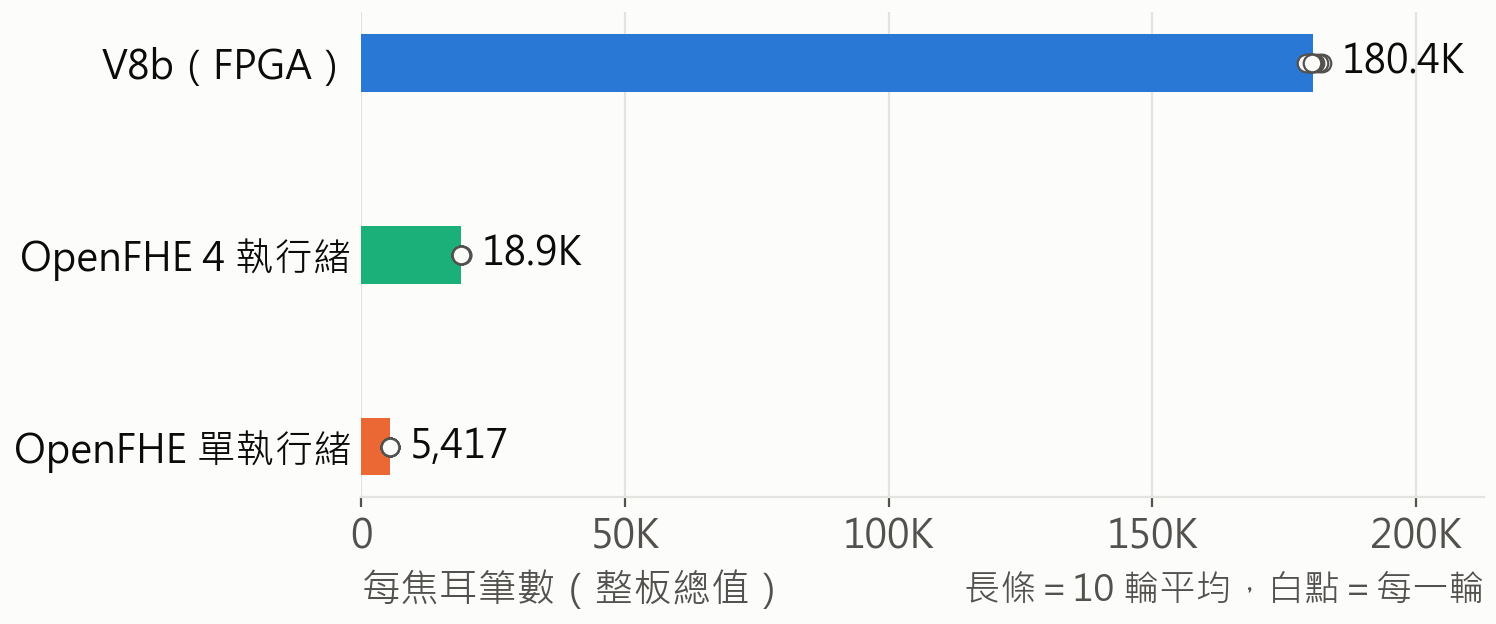 V8b（FPGA）
180.4K
OpenFHE 4 執行緒
18.9K
OpenFHE 單執行緒
5,417
0
50K
100K
150K
200K
每焦耳筆數（整板總值）
長條＝10 輪平均，白點＝每一輪